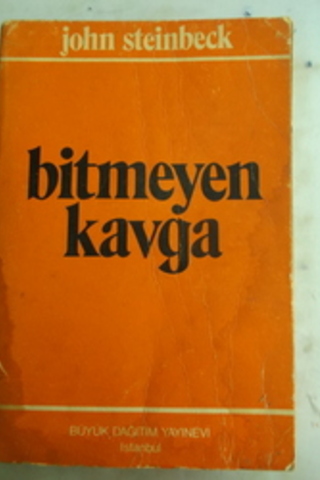 john steinbeck
bitmeyen
kavga
BÜYÜK DAĞITIM YAYINEVİ
İstanbul